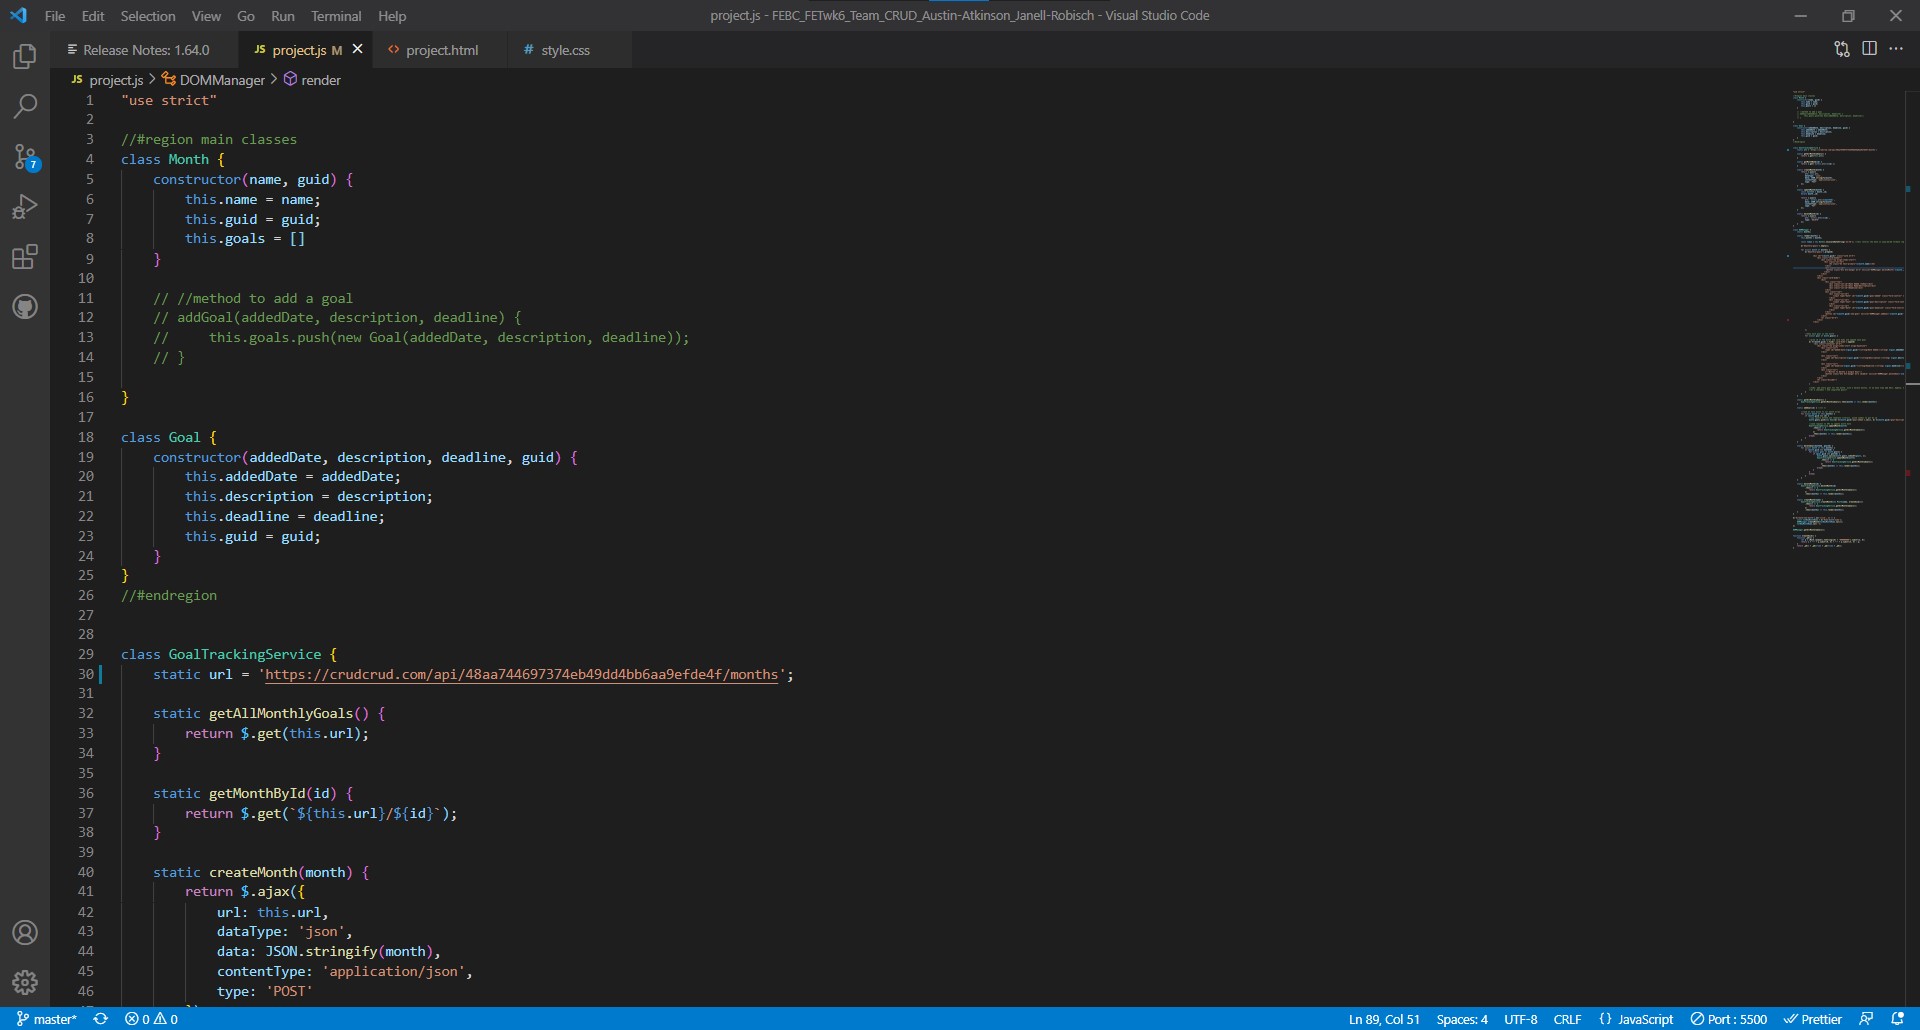 File Edit Selection View Go Run Terminal Help
project.js - FEBC_FETwk6_Team_CRUD_Austin-Atkinson_Janell-Robisch - Visual Studio Code
Release Notes: 1.64.0
JS project.js M
project.html
# style.css
JS project.js > DOMManager > render
1 "use strict"
2
3 //#region main classes
4 class Month {
5 constructor(name, guid) {
6 this.name = name;
7 this.guid = guid;
8 this.goals = []
9 }
10
11 // //method to add a goal
12 // addGoal(addedDate, description, deadline) {
13 //     this.goals.push(new Goal(addedDate, description, deadline));
14 // }
15
16 }
17
18 class Goal {
19 constructor(addedDate, description, deadline, guid) {
20 this.addedDate = addedDate;
21 this.description = description;
22 this.deadline = deadline;
23 this.guid = guid;
24 }
25 }
26 //#endregion
27
28
29 class GoalTrackingService {
30 static url = 'https://crudcrud.com/api/48aa744697374eb49dd4bb6aa9efde4f/months';
31
32 static getAllMonthlyGoals() {
33 return $.get(this.url);
34 }
35
36 static getMonthById(id) {
37 return $.get(`${this.url}/${id}`);
38 }
39
40 static createMonth(month) {
41 return $.ajax({
42 url: this.url,
43 dataType: 'json',
44 data: JSON.stringify(month),
45 contentType: 'application/json',
46 type: 'POST'
7
master* 0 0
Ln 89, Col 51 Spaces: 4 UTF-8 CRLF {} JavaScript Port : 5500 Prettier